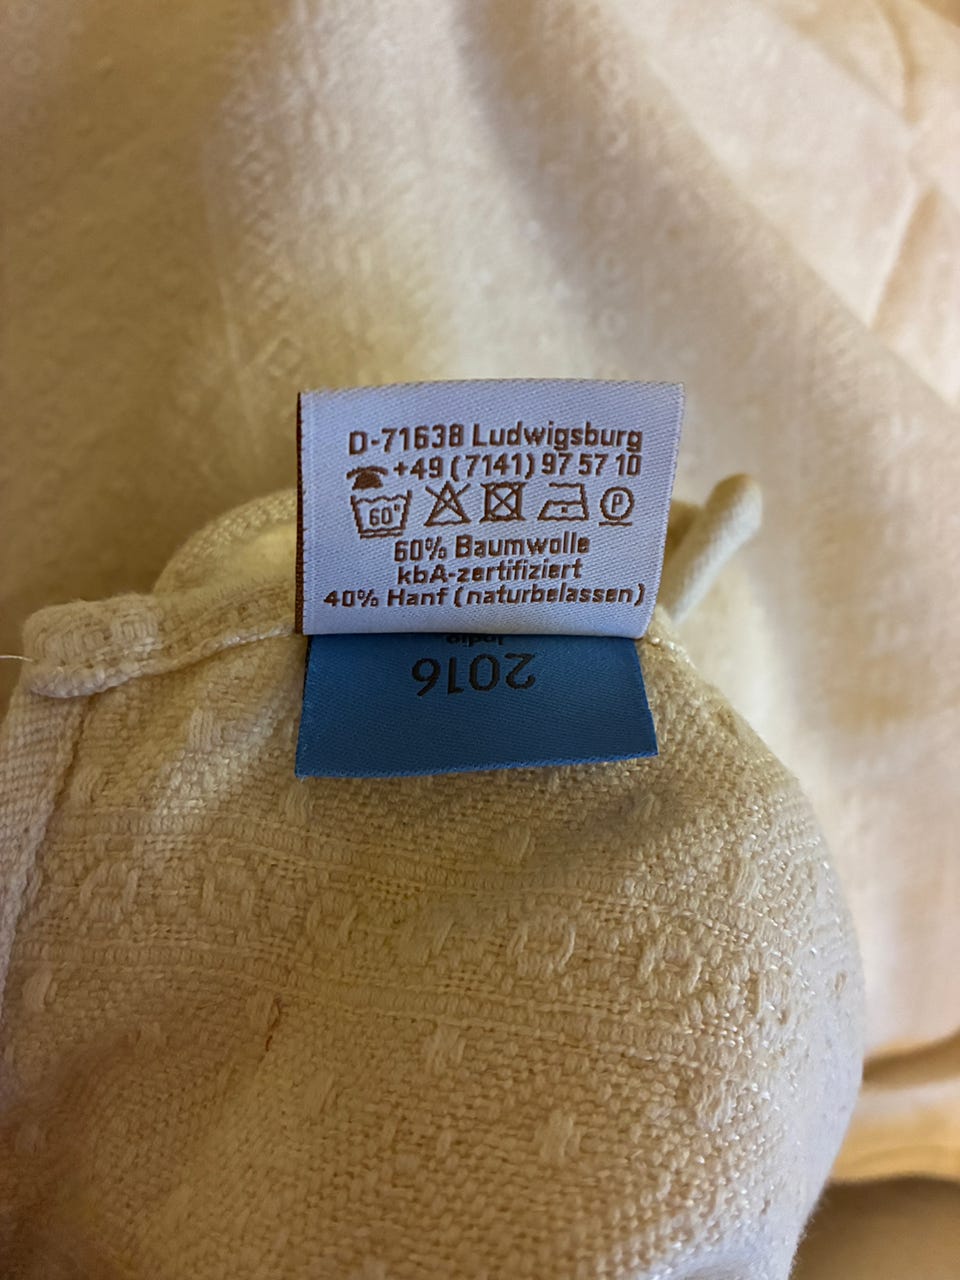 D-71638 Ludwigsburg
+49 (7141) 97 57 10
60° P
60% Baumwolle
kbA-zertifiziert
40% Hanf (naturbelassen)
2016